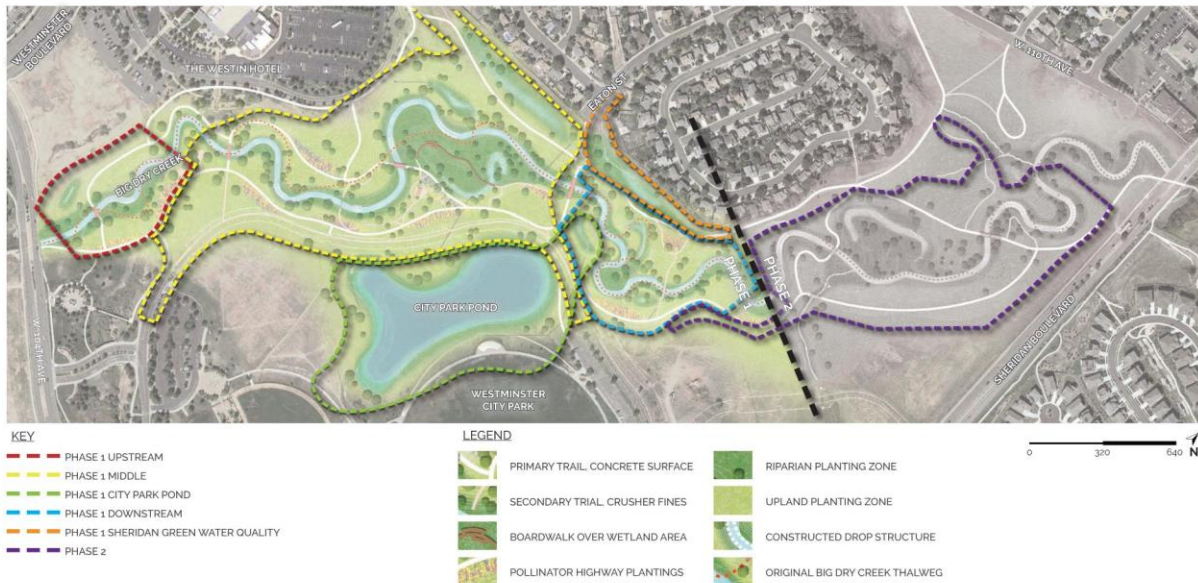 WESTMINSTER
BOULEVARD
THE WESTIN HOTEL
BIG DRY CREEK
EATON ST
W. 110TH AVE
CITY PARK POND
PHASE 1
PHASE 2
W. 104TH AVE
WESTMINSTER
CITY PARK
SHERIDAN BOULEVARD
KEY
PHASE 1 UPSTREAM
PHASE 1 MIDDLE
PHASE 1 CITY PARK POND
PHASE 1 DOWNSTREAM
PHASE 1 SHERIDAN GREEN WATER QUALITY
PHASE 2
LEGEND
PRIMARY TRAIL, CONCRETE SURFACE
SECONDARY TRIAL, CRUSHER FINES
BOARDWALK OVER WETLAND AREA
POLLINATOR HIGHWAY PLANTINGS
RIPARIAN PLANTING ZONE
UPLAND PLANTING ZONE
CONSTRUCTED DROP STRUCTURE
ORIGINAL BIG DRY CREEK THALWEG
0 320 640 N